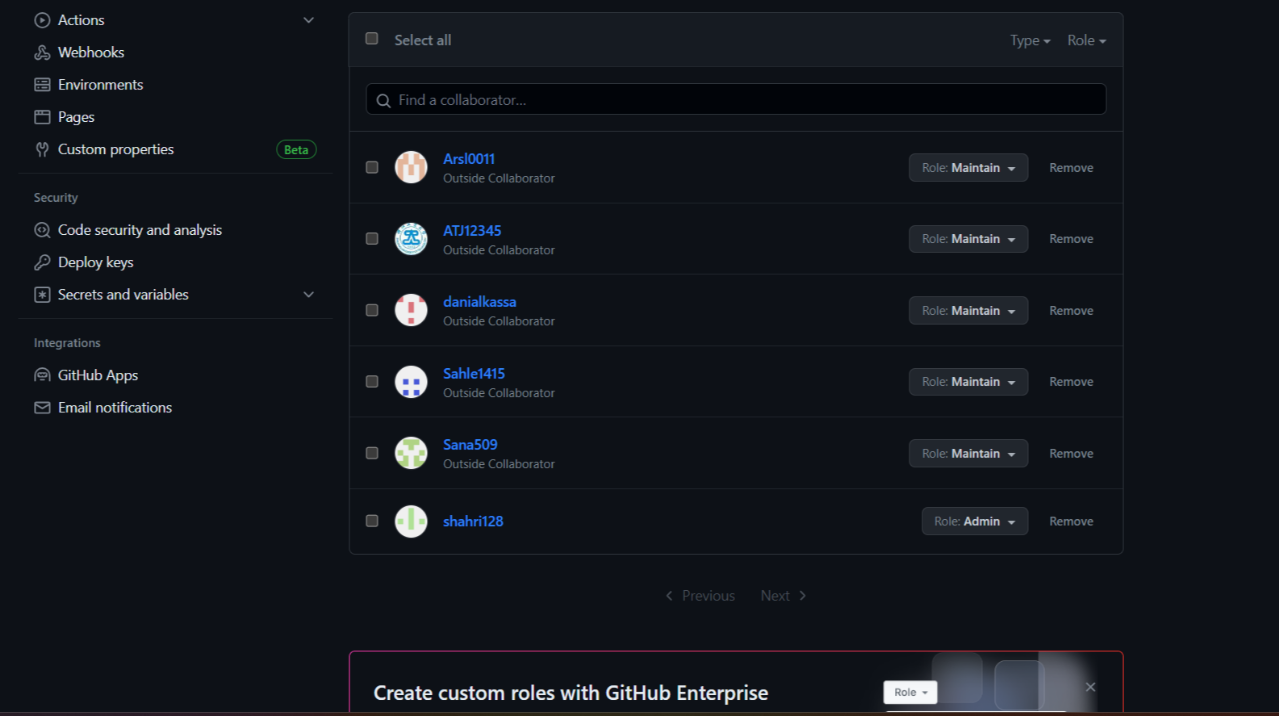 Actions
Webhooks
Environments
Pages
Custom properties Beta
Security
Code security and analysis
Deploy keys
Secrets and variables
Integrations
GitHub Apps
Email notifications
Select all Type Role
Find a collaborator...
Arsl0011
Outside Collaborator
Role: Maintain Remove
ATJ12345
Outside Collaborator
Role: Maintain Remove
danialkassa
Outside Collaborator
Role: Maintain Remove
Sahle1415
Outside Collaborator
Role: Maintain Remove
Sana509
Outside Collaborator
Role: Maintain Remove
shahri128
Role: Admin Remove
Previous Next
Create custom roles with GitHub Enterprise
Role